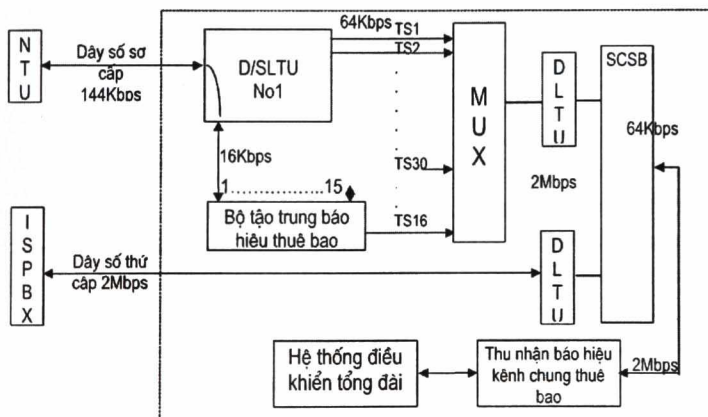 N
T
U
Dây số sơ
cấp
144Kbps
D/SLTU
No1
64Kbps
TS1
TS2
TS30
TS16
16Kbps
1...............15
Bộ tạo trung báo
hiêu thuê bao
M
U
X
D
L
T
U
SCSB
64Kbps
2Mbps
I
S
P
B
X
Dây số thứ
câp 2Mbps
D
L
T
U
Hệ thống điều
khiển tổng đài
Thu nhận báo hiệu
kênh chung thuê
bao
2Mbps